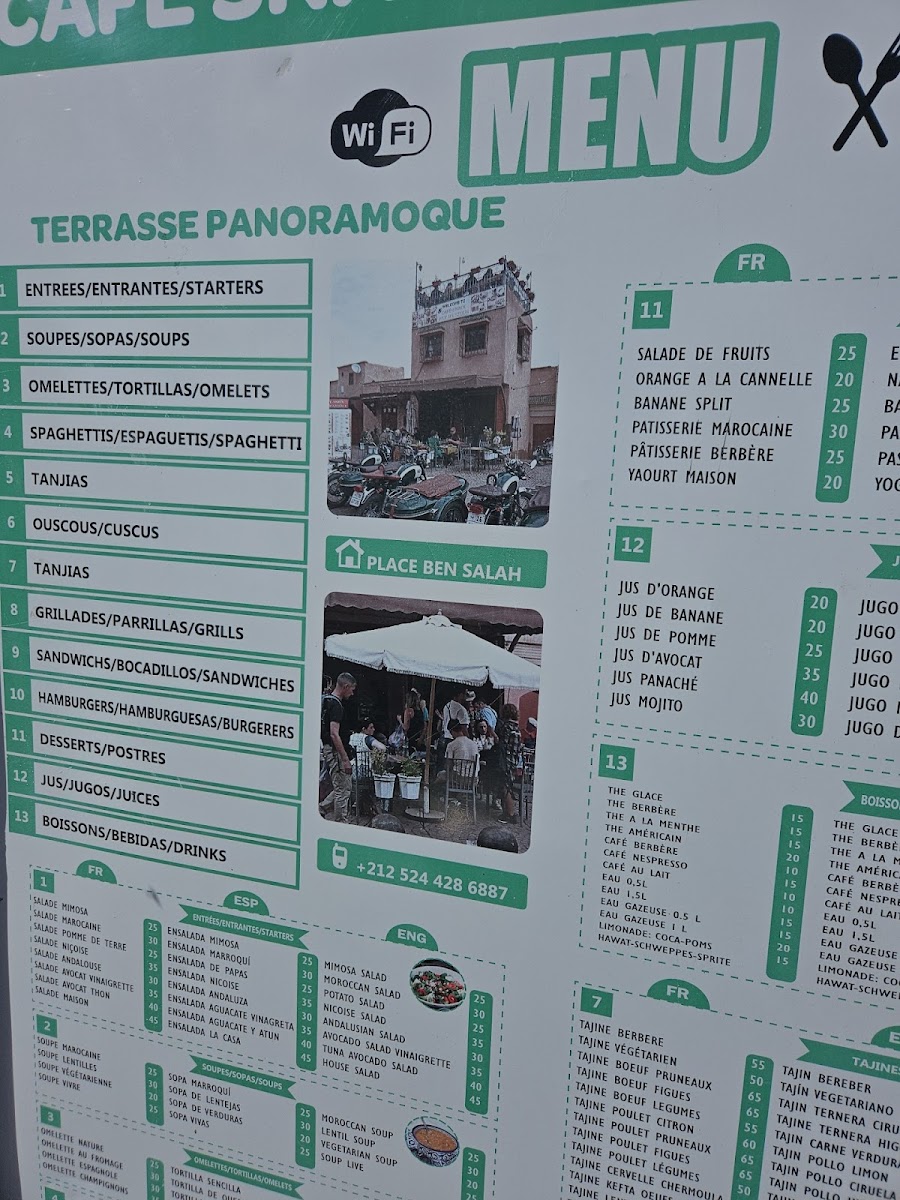 CAFE
WiFi
MENU
TERRASSE PANORAMOQUE
1 ENTREES/ENTRANTES/STARTERS
2 SOUPES/SOPAS/SOUPS
3 OMELETTES/TORTILLAS/OMELETS
4 SPAGHETTIS/ESPAGUETIS/SPAGHETTI
5 TANJIAS
6 OUSCOUS/CUSCUS
7 TANJIAS
8 GRILLADES/PARRILLAS/GRILLS
9 SANDWICHS/BOCADILLOS/SANDWICHES
10 HAMBURGERS/HAMBURGUESAS/BURGERERS
11 DESSERTS/POSTRES
12 JUS/JUGOS/JUICES
13 BOISSONS/BEBIDAS/DRINKS
PLACE BEN SALAH
+212 524 428 6887
FR
1
SALADE MIMOSA
SALADE MAROCAINE
SALADE POMME DE TERRE
SALADE NIÇOISE
SALADE ANDALOUSE
SALADE AVOCAT VINAIGRETTE
SALADE AVOCAT THON
SALADE MAISON
25
30
25
35
30
35
40
45
ESP
ENTRÉES/ENTRANTES/STARTERS
ENSALADA MIMOSA
ENSALADA MARROQUÍ
ENSALADA DE PAPAS
ENSALADA NICOISE
ENSALADA ANDALUZA
ENSALADA AGUACATE VINAGRETA
ENSALADA AGUACATE Y ATUN
ENSALADA LA CASA
25
30
25
35
30
35
40
45
ENG
MIMOSA SALAD
MOROCCAN SALAD
POTATO SALAD
NICOISE SALAD
ANDALUSIAN SALAD
AVOCADO SALAD VINAIGRETTE
TUNA AVOCADO SALAD
HOUSE SALAD
25
30
25
35
30
35
40
45
2
SOUPE MAROCAINE
SOUPE LENTILLES
SOUPE VÉGÉTARIENNE
SOUPE VIVRE
25
30
20
25
SOUPES/SOPAS/SOUPS
SOPA MARROQUÍ
SOPA DE LENTEJAS
SOPA DE VERDURAS
SOPA VIVAS
25
30
20
25
MOROCCAN SOUP
LENTIL SOUP
VEGETARIAN SOUP
SOUP LIVE
25
30
20
25
3
OMELETTE NATURE
OMELETTE AU FROMAGE
OMELETTE ESPAGNOLE
OMELETTE CHAMPIGNONS
OMELETTES/TORTILLAS/OMELETS
TORTILLA SENCILLA
FR
11
SALADE DE FRUITS 25
ORANGE A LA CANNELLE 20
BANANE SPLIT 25
PATISSERIE MAROCAINE 30
PÂTISSERIE BERBÈRE 25
YAOURT MAISON 20
12
JUS D'ORANGE 20 JUGO
JUS DE BANANE 20 JUGO
JUS DE POMME 25 JUGO
JUS D'AVOCAT 35 JUGO
JUS PANACHÉ 40 JUGO
JUS MOJITO 30 JUGO
13
THE GLACE
THE BERBÈRE
THE A LA MENTHE
THE AMÉRICAIN
CAFÉ BERBÈRE
CAFÉ NESPRESSO
CAFÉ AU LAIT
EAU 0,5L
EAU 1,5L
EAU GAZEUSE 0.5 L
EAU GAZEUSE 1 L
LIMONADE: COCA-POMS
HAWAT-SCHWEPPES-SPRITE
15
15
15
20
10
15
10
10
15
15
20
15
THE GLACE
THE BERBÈ
THE A LA
THE AMÉRIC
CAFÉ BERBÈ
CAFÉ NESPRE
CAFÉ AU LAIT
EAU 0,5L
EAU 1,5L
EAU GAZEUSE
EAU GAZEUSE
LIMONADE:
HAWAT-SCHWE
FR
7
TAJINE BERBERE
TAJINE VÉGÉTARIEN
TAJINE BOEUF PRUNEAUX
TAJINE BOEUF FIGUES
TAJINE BOEUF LEGUMES
TAJINE POULET CITRON
TAJINE POULET PRUNEAUX
TAJINE POULET FIGUES
TAJINE POULET LÉGUMES
TAJINE CERVELLE CHERMOULA
TAJINE KEFTA
55
50
65
65
55
60
65
65
50
TAJINES
TAJIN BEREBER
TAJÍN VEGETARIANO
TAJIN TERNERA
TAJINE TERNERA
TAJIN CARNE
TAJIN POLLO LIMON
TAJIN POLLO CIRUELA